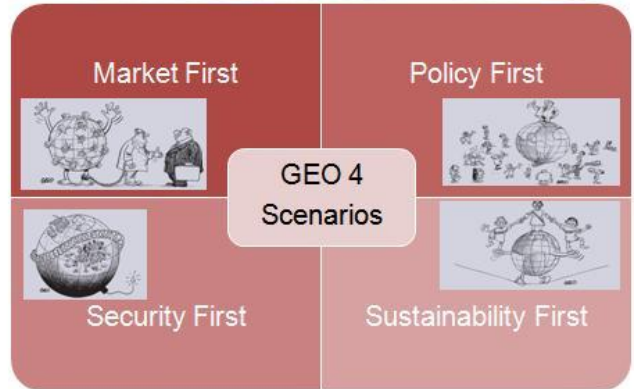 Market First
Policy First
GEO 4
Scenarios
Security First
Sustainability First